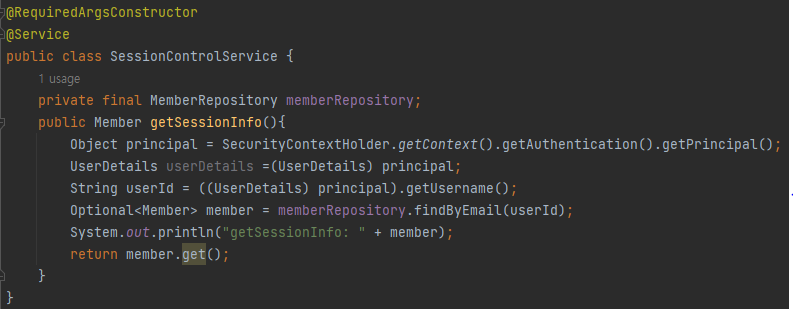 @RequiredArgsConstructor
@Service
public class SessionControlService {
1 usage
private final MemberRepository memberRepository;
public Member getSessionInfo(){
Object principal = SecurityContextHolder.getContext().getAuthentication().getPrincipal();
UserDetails userDetails =(UserDetails) principal;
String userId = ((UserDetails) principal).getUsername();
Optional<Member> member = memberRepository.findByEmail(userId);
System.out.println("getSessionInfo: " + member);
return member.get();
}
}